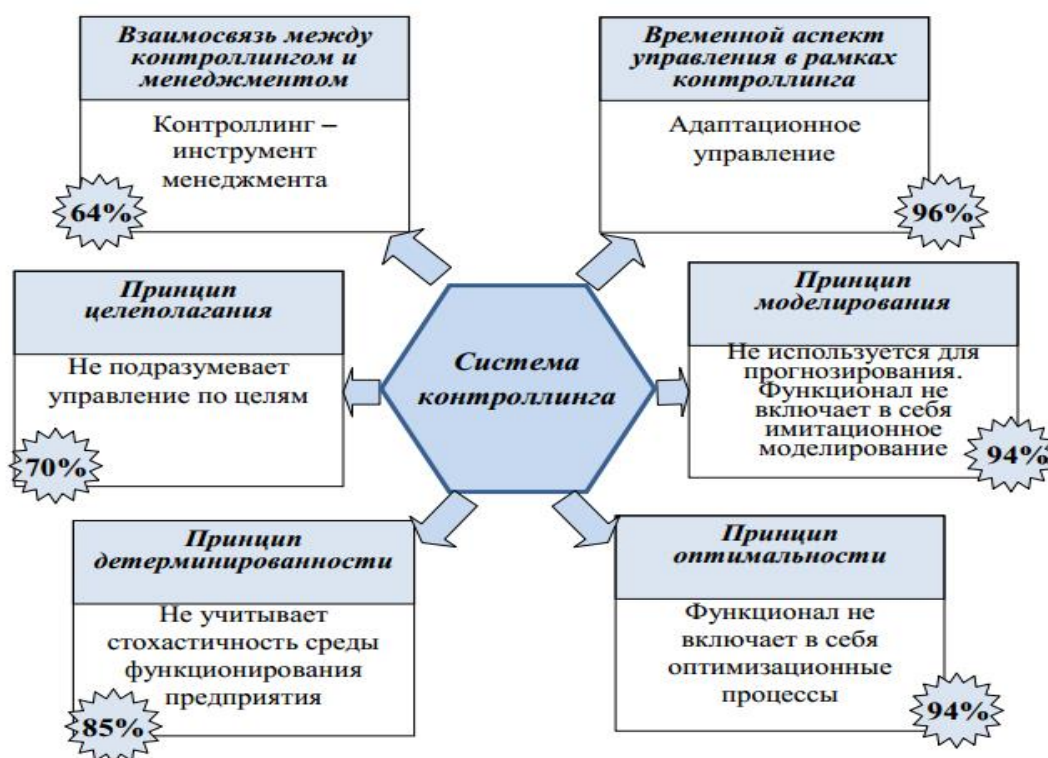 Взаимосвязь между
контроллингом и
менеджментом
Контроллинг –
инструмент
менеджмента
64%
Временной аспект
управления в рамках
контроллинга
Адаптационное
управление
96%
Принцип
целеполагания
Не подразумевает
управление по целям
70%
Система
контроллинга
Принцип
моделирования
Не используется для
прогнозирования.
Функционал не
включает в себя
имитационное
моделирование
94%
Принцип
детерминированности
Не учитывает
стохастичность среды
функционирования
предприятия
85%
Принцип
оптимальности
Функционал не
включает в себя
оптимизационные
процессы
94%